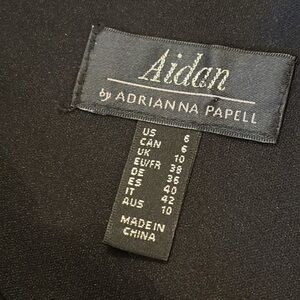 Aidan
by ADRIANNA PAPELL
US 6
CAN 6
UK 10
EU/FR 38
DE 36
ES 40
IT 42
AUS 10
MADE IN
CHINA